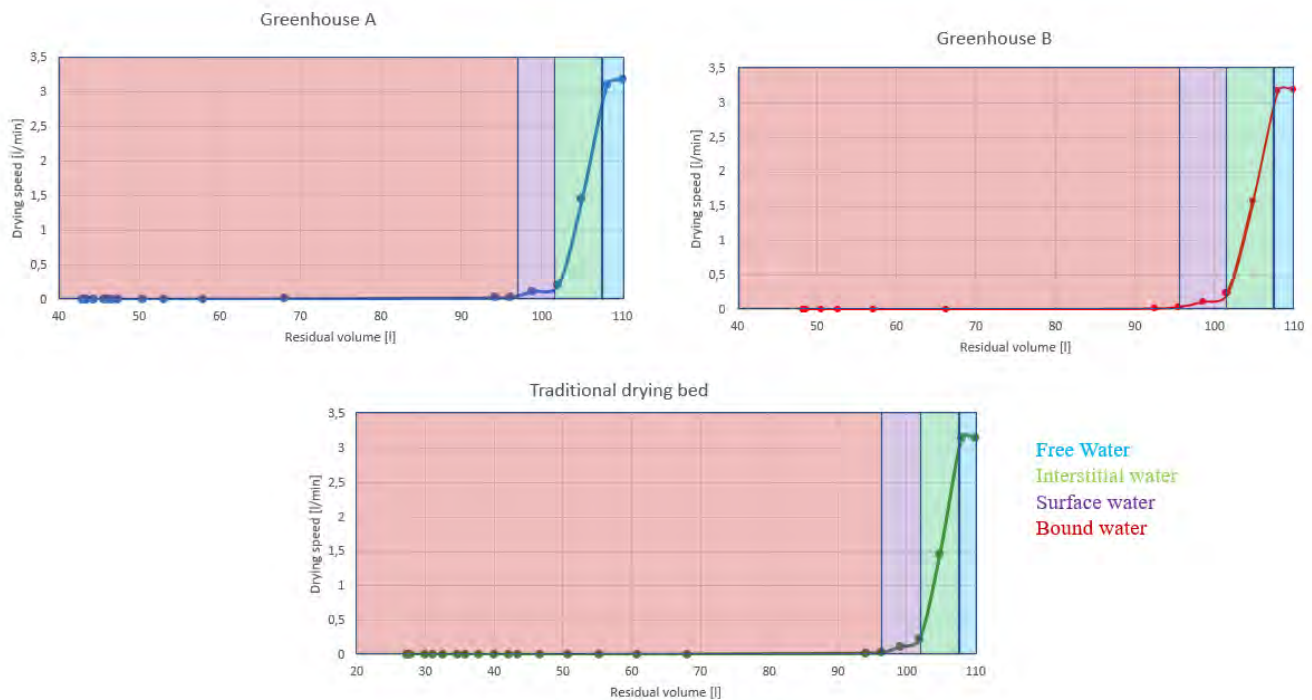 Greenhouse A
3,5
3
2,5
2
1,5
1
0,5
0
Drying speed [l/min]
40 50 60 70 80 90 100 110
Residual volume [l]
Greenhouse B
3,5
3
2,5
2
1,5
1
0,5
0
Drying speed [l/min]
40 50 60 70 80 90 100 110
Residual volume [l]
Traditional drying bed
3,5
3
2,5
2
1,5
1
0,5
0
Drying speed [l/min]
20 30 40 50 60 70 80 90 100 110
Residual volume [l]
Free Water
Interstitial water
Surface water
Bound water